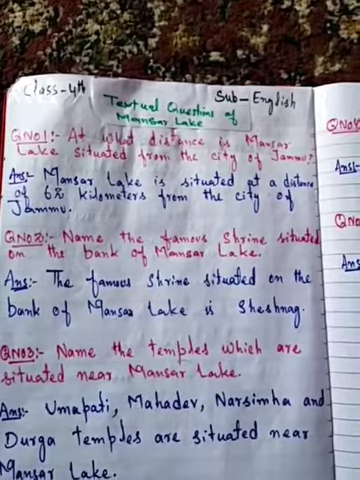 Class-4th
Sub-English
Textual Questions of
Mansar Lake
QNO1:- At what distance is Mansar
Lake situated from the city of Jammu?
Ans:- Mansar Lake is situated at a distance
of 62 kilometers from the city of
Jammu.
QNO2:- Name the famous Shrine situated
on the bank of Mansar Lake.
Ans:- The famous Shrine situated on the
bank of Mansar Lake is Sheshnag.
QNO3:- Name the temples which are
situated near Mansar Lake.
Ans:- Umapati, Mahadev, Narsimha and
Durga temples are situated near
Mansar Lake.
Ans:-
QNO
Ans